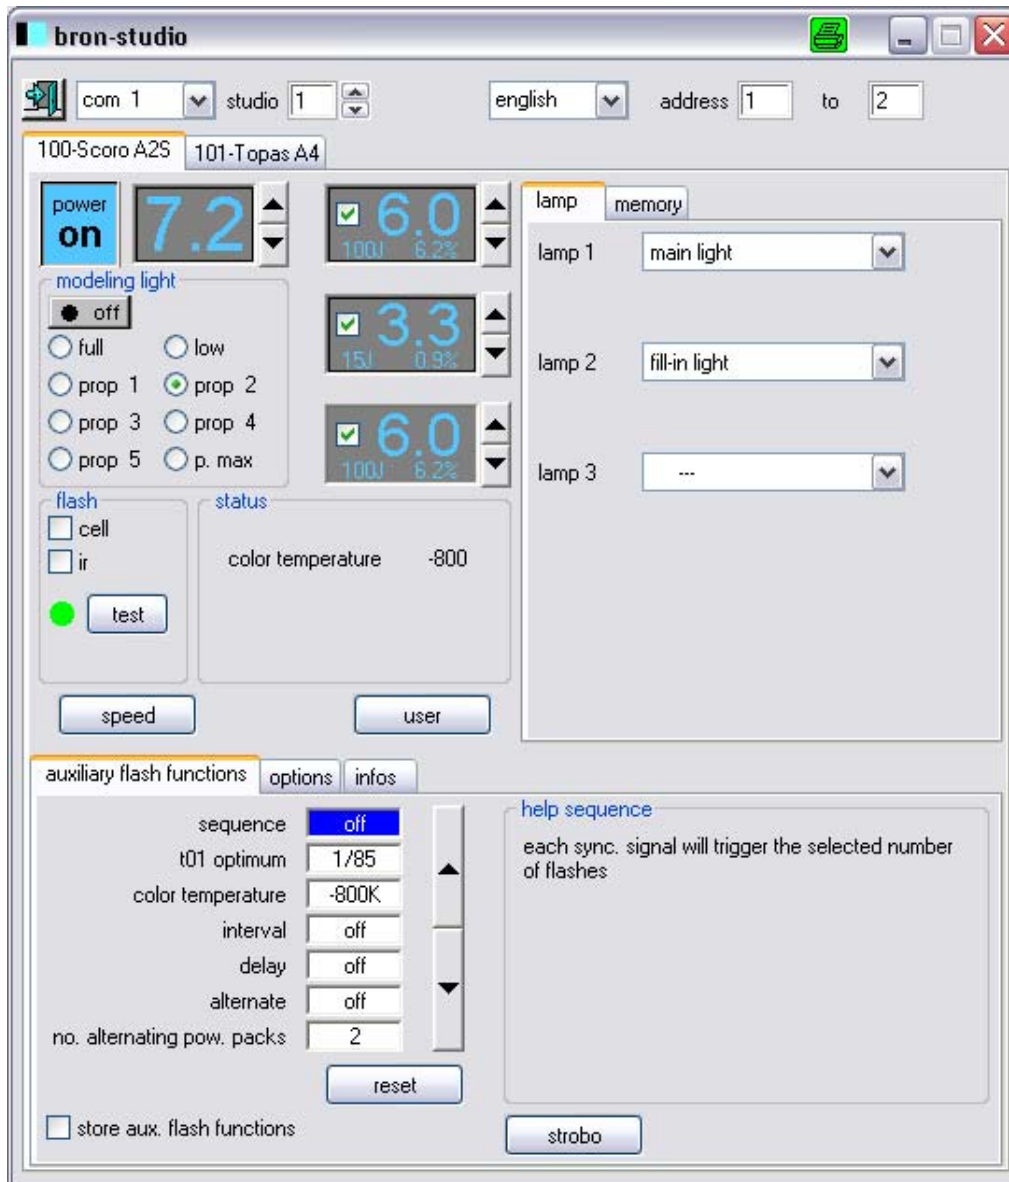 bron-studio
com 1 studio 1 english address 1 to 2
100-Scoro A2S 101-Topas A4
power
on
7.2
6.0
100J 6.2%
lamp memory
lamp 1 main light
modeling light
off
full low
prop 1 prop 2
prop 3 prop 4
prop 5 p. max
3.3
15J 0.9%
lamp 2 fill-in light
6.0
100J 6.2%
lamp 3 ---
flash
cell
ir
test
status
color temperature -800
speed user
auxiliary flash functions options infos
sequence off
t01 optimum 1/85
color temperature -800K
interval off
delay off
alternate off
no. alternating pow. packs 2
reset
store aux. flash functions
help sequence
each sync. signal will trigger the selected number
of flashes
strobo